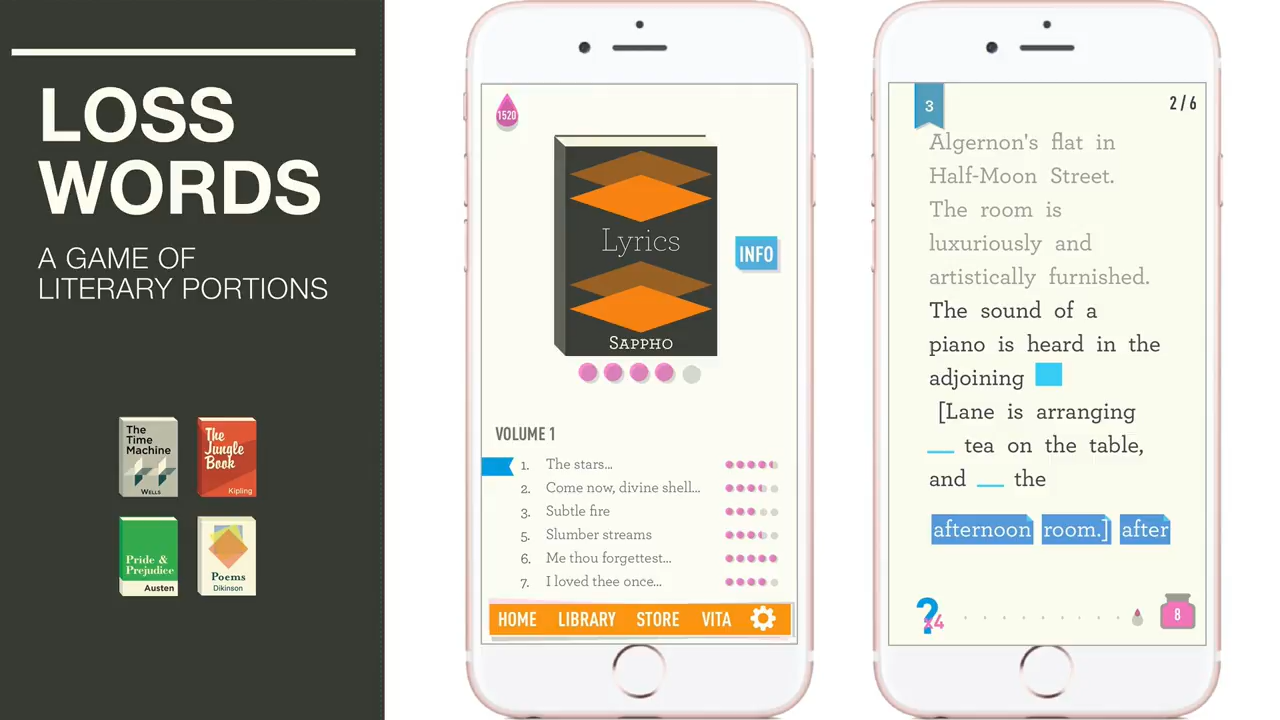 LOSS
WORDS
A GAME OF
LITERARY PORTIONS
The
Time
Machine
WELLS
The
Jungle
Book
Kipling
Pride &
Prejudice
Austen
Poems
Dikinson
1520
Lyrics
SAPPHO
INFO
VOLUME 1
1. The stars...
2. Come now, divine shell...
3. Subtle fire
5. Slumber streams
6. Me thou forgettest...
7. I loved thee once...
HOME LIBRARY STORE VITA
3
2/6
Algernon's flat in
Half-Moon Street.
The room is
luxuriously and
artistically furnished.
The sound of a
piano is heard in the
adjoining
[Lane is arranging
__ tea on the table,
and __ the
afternoon room.] after
? x4
8